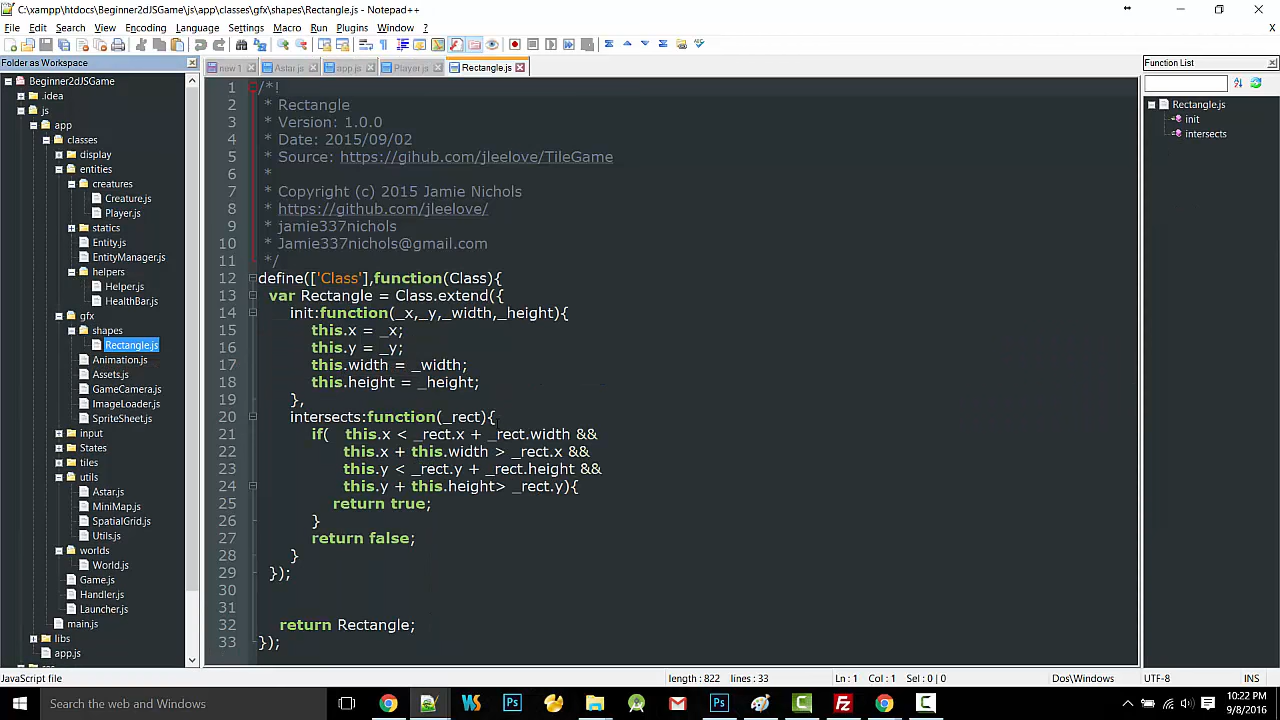 C:\xampp\htdocs\Beginner2dJSGame\js\app\classes\gfx\shapes\Rectangle.js - Notepad++
File Edit Search View Encoding Language Settings Macro Run Plugins Window ?
X
Folder as Workspace
new 1 Astar.js app.js Player.js Rectangle.js
Function List
Beginner2dJSGame
.idea
js
app
classes
display
entities
creatures
Creature.js
Player.js
statics
Entity.js
EntityManager.js
helpers
Helper.js
HealthBar.js
gfx
shapes
Rectangle.js
Animation.js
Assets.js
GameCamera.js
ImageLoader.js
SpriteSheet.js
input
States
tiles
utils
Astar.js
MiniMap.js
SpatialGrid.js
Utils.js
worlds
World.js
Game.js
Handler.js
Launcher.js
main.js
libs
app.js
1 /*!
2 * Rectangle
3 * Version: 1.0.0
4 * Date: 2015/09/02
5 * Source: https://gihub.com/jleelove/TileGame
6 *
7 * Copyright (c) 2015 Jamie Nichols
8 * https://github.com/jleelove/
9 * jamie337nichols
10 * Jamie337nichols@gmail.com
11 */
12 define(['Class'],function(Class){
13 var Rectangle = Class.extend({
14 init:function(_x,_y,_width,_height){
15 this.x = _x;
16 this.y = _y;
17 this.width = _width;
18 this.height = _height;
19 },
20 intersects:function(_rect){
21 if( this.x < _rect.x + _rect.width &&
22 this.x + this.width > _rect.x &&
23 this.y < _rect.y + _rect.height &&
24 this.y + this.height> _rect.y){
25 return true;
26 }
27 return false;
28 }
29 });
30
31
32 return Rectangle;
33 });
Rectangle.js
init
intersects
JavaScript file length : 822 lines : 33 Ln : 1 Col : 1 Sel : 0 | 0 Dos\Windows UTF-8 INS
Search the web and Windows
10:22 PM
9/8/2016